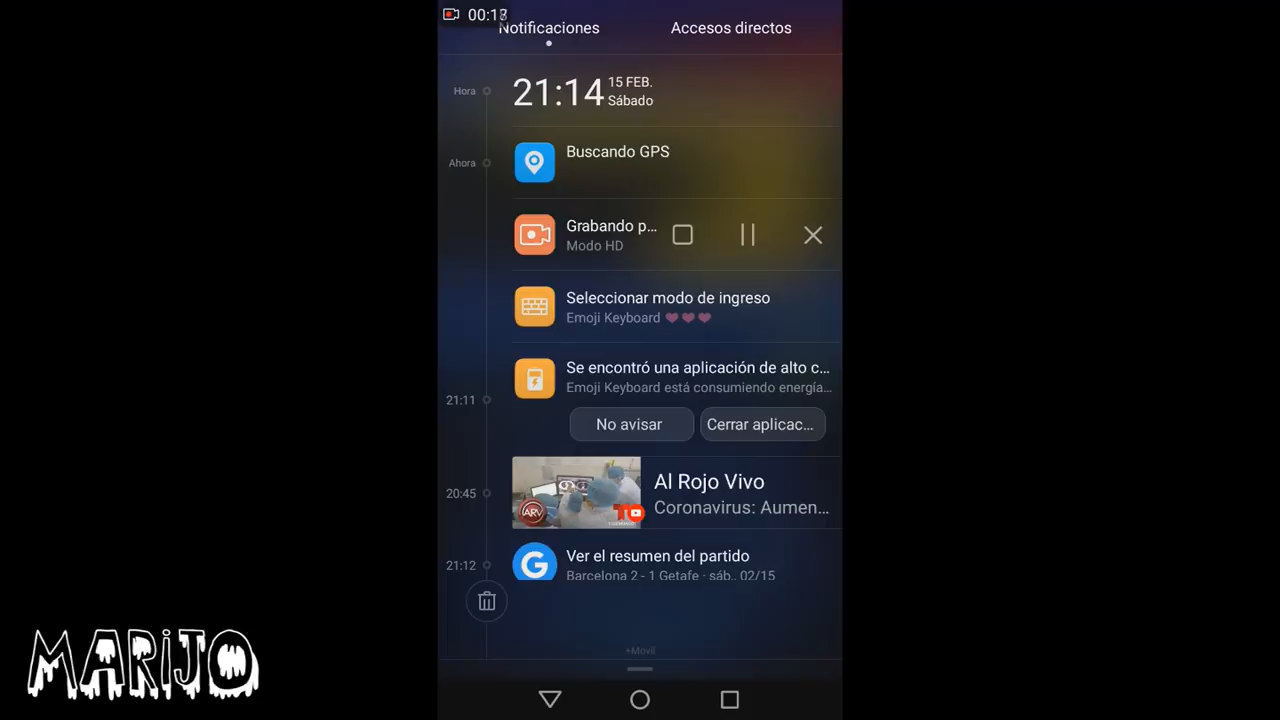 00:18
Notificaciones
Accesos directos
Hora
21:14
15 FEB.
Sábado
Ahora
Buscando GPS
Grabando p...
Modo HD
Seleccionar modo de ingreso
Emoji Keyboard ❤❤❤
Se encontró una aplicación de alto c...
Emoji Keyboard está consumiendo energía...
21:11
No avisar
Cerrar aplicac...
20:45
Al Rojo Vivo
Coronavirus: Aumen...
ARV
21:12
G
Ver el resumen del partido
Barcelona 2 - 1 Getafe · sáb., 02/15
+Movil
MARiJO